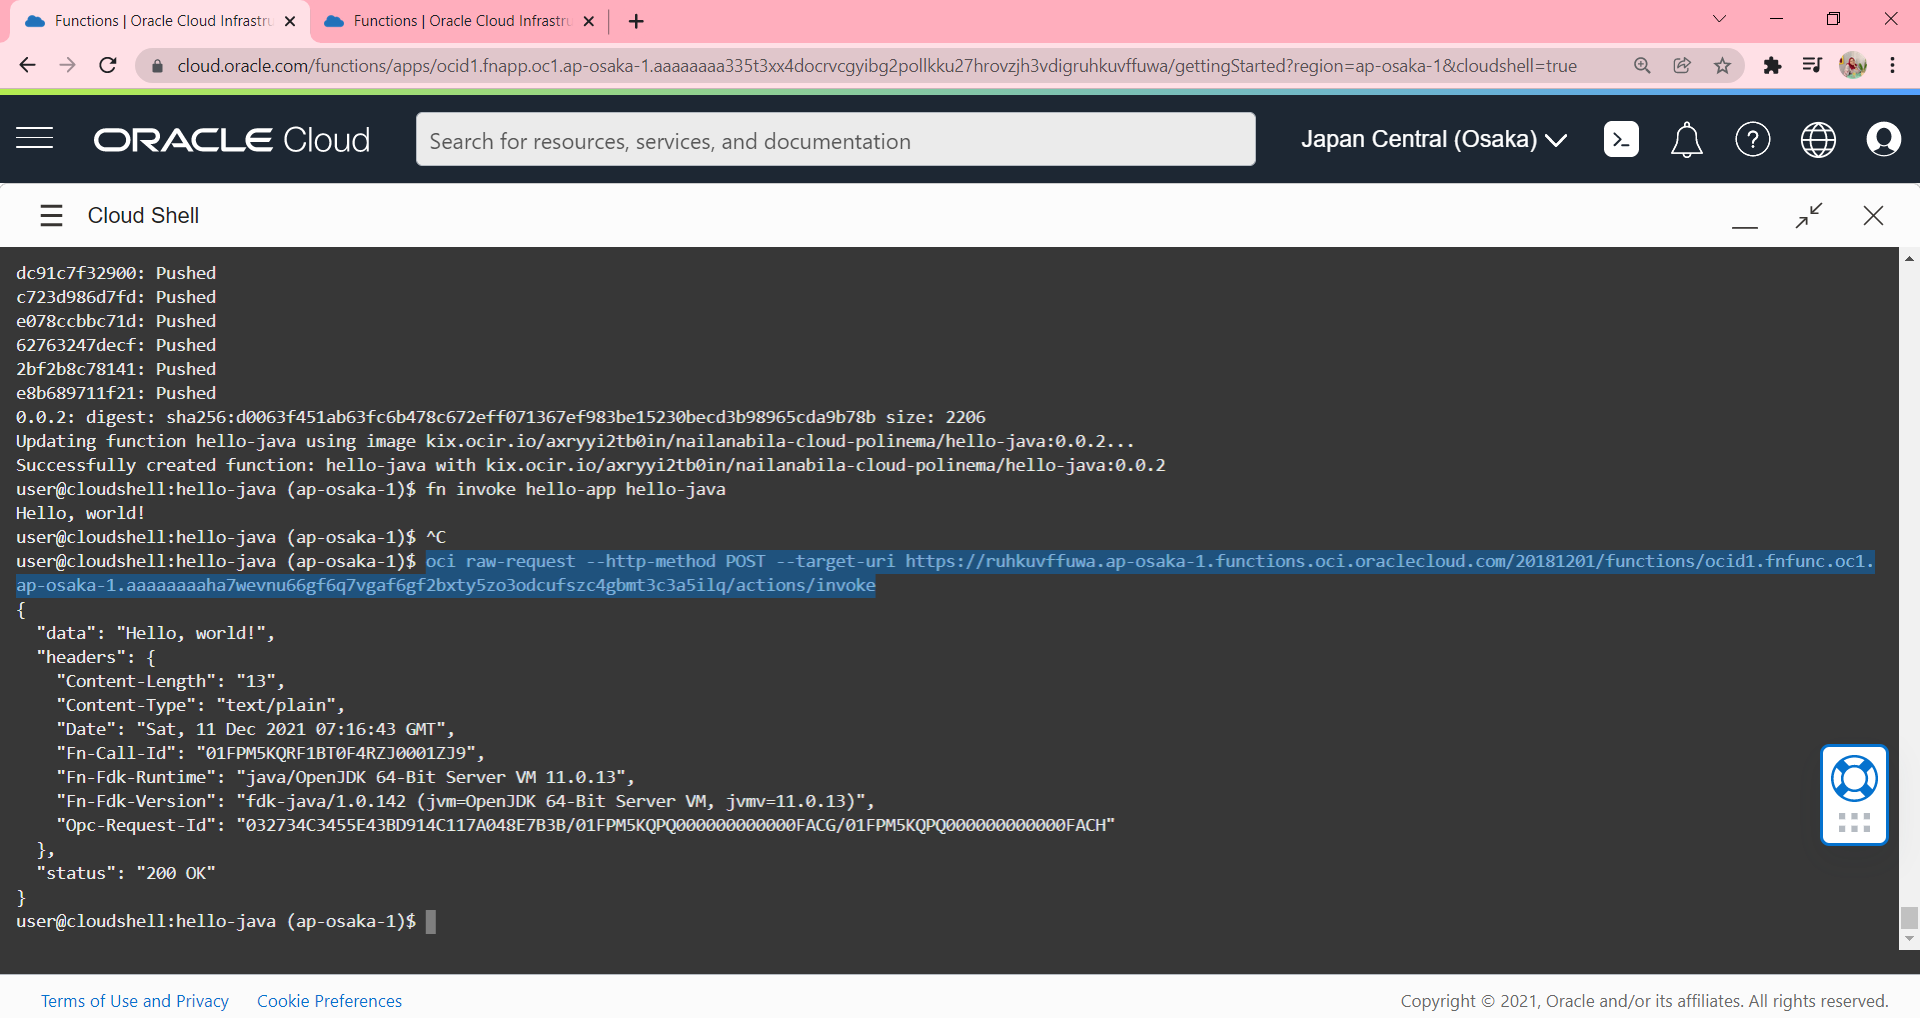 Functions | Oracle Cloud Infrastru
Functions | Oracle Cloud Infrastru
cloud.oracle.com/functions/apps/ocid1.fnapp.oc1.ap-osaka-1.aaaaaaaa335t3xx4docrvcgyibg2pollkku27hrovzjh3vdigruhkuvffuwa/gettingStarted?region=ap-osaka-1&cloudshell=true
ORACLE Cloud
Search for resources, services, and documentation
Japan Central (Osaka)
Cloud Shell
dc91c7f32900: Pushed
c723d986d7fd: Pushed
e078ccbbc71d: Pushed
62763247decf: Pushed
2bf2b8c78141: Pushed
e8b689711f21: Pushed
0.0.2: digest: sha256:d0063f451ab63fc6b478c672eff071367ef983be15230becd3b98965cda9b78b size: 2206
Updating function hello-java using image kix.ocir.io/axryyi2tb0in/nailanabila-cloud-polinema/hello-java:0.0.2...
Successfully created function: hello-java with kix.ocir.io/axryyi2tb0in/nailanabila-cloud-polinema/hello-java:0.0.2
user@cloudshell:hello-java (ap-osaka-1)$ fn invoke hello-app hello-java
Hello, world!
user@cloudshell:hello-java (ap-osaka-1)$ ^C
user@cloudshell:hello-java (ap-osaka-1)$ oci raw-request --http-method POST --target-uri https://ruhkuvffuwa.ap-osaka-1.functions.oci.oraclecloud.com/20181201/functions/ocid1.fnfunc.oc1.
ap-osaka-1.aaaaaaaaha7wevnu66gf6q7vgaf6gf2bxty5zo3odcufszc4gbmt3c3a5ilq/actions/invoke
{
"data": "Hello, world!",
"headers": {
"Content-Length": "13",
"Content-Type": "text/plain",
"Date": "Sat, 11 Dec 2021 07:16:43 GMT",
"Fn-Call-Id": "01FPM5KQRF1BT0F4RZJ0001ZJ9",
"Fn-Fdk-Runtime": "java/OpenJDK 64-Bit Server VM 11.0.13",
"Fn-Fdk-Version": "fdk-java/1.0.142 (jvm=OpenJDK 64-Bit Server VM, jvmv=11.0.13)",
"Opc-Request-Id": "032734C3455E43BD914C117A048E7B3B/01FPM5KQPQ000000000000FACG/01FPM5KQPQ000000000000FACH"
},
"status": "200 OK"
}
user@cloudshell:hello-java (ap-osaka-1)$
Terms of Use and Privacy
Cookie Preferences
Copyright © 2021, Oracle and/or its affiliates. All rights reserved.